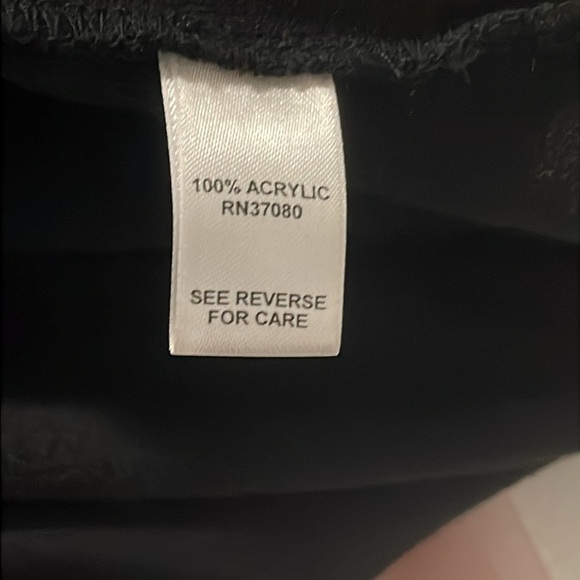 100% ACRYLIC
RN37080
SEE REVERSE
FOR CARE